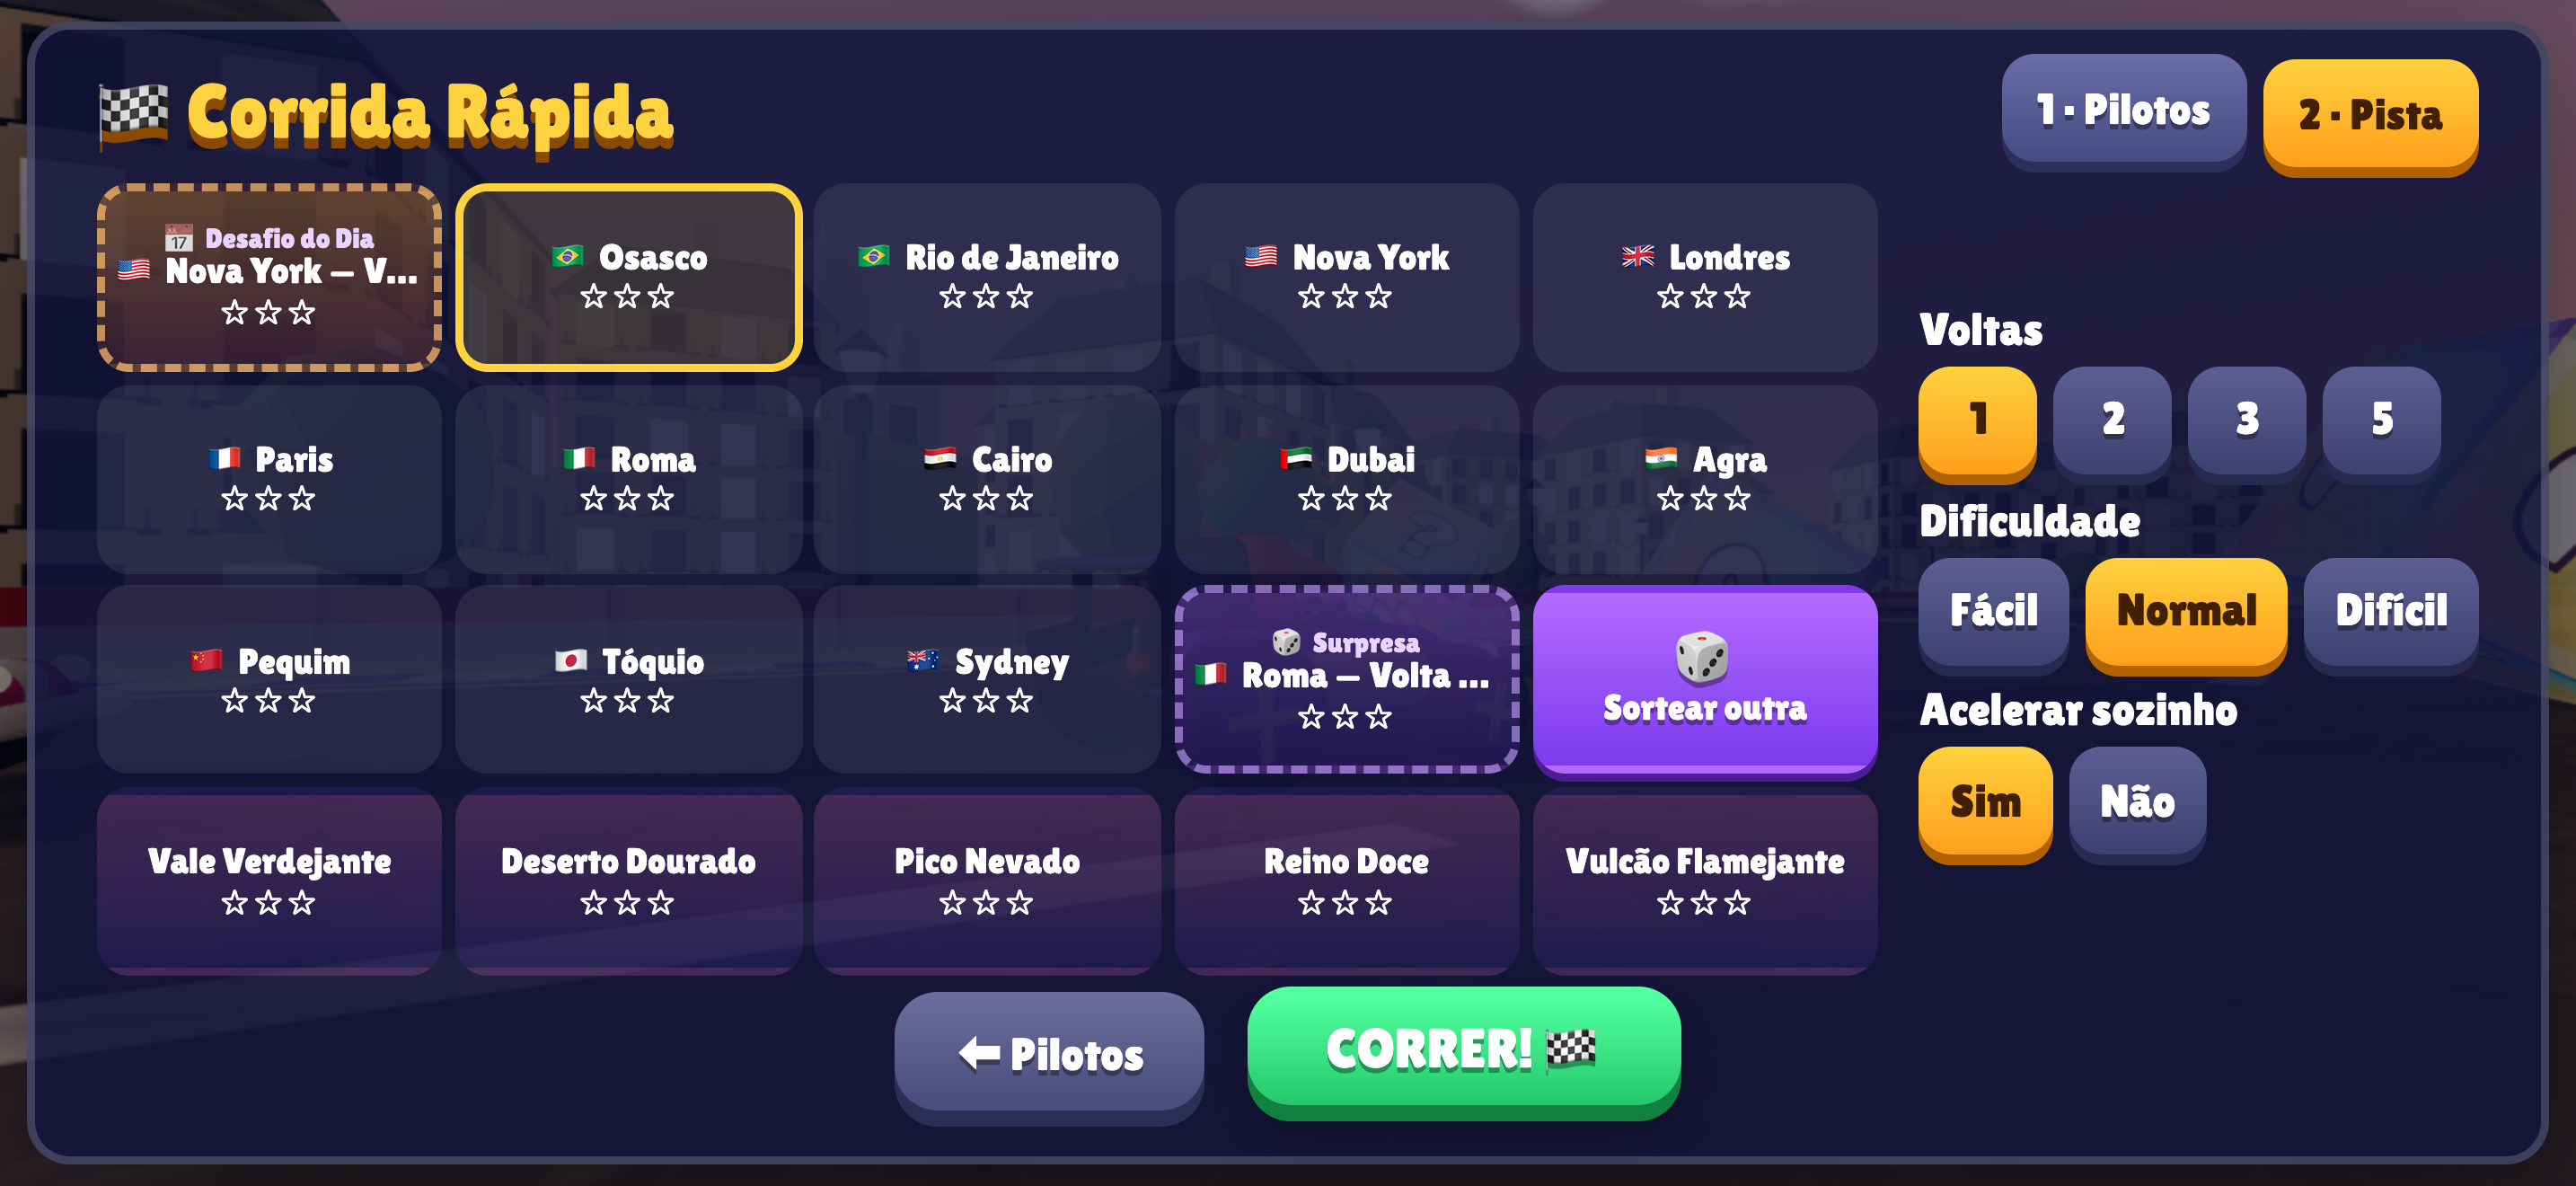 Corrida Rápida
1 · Pilotos
2 · Pista
JUL 17 Desafio do Dia
Nova York – V...
Osasco
Rio de Janeiro
Nova York
Londres
Paris
Roma
Cairo
Dubai
Agra
Pequim
Tóquio
Sydney
Surpresa
Roma – Volta ...
Sortear outra
Vale Verdejante
Deserto Dourado
Pico Nevado
Reino Doce
Vulcão Flamejante
Voltas
1 2 3 5
Dificuldade
Fácil Normal Difícil
Acelerar sozinho
Sim Não
⬅ Pilotos
CORRER!